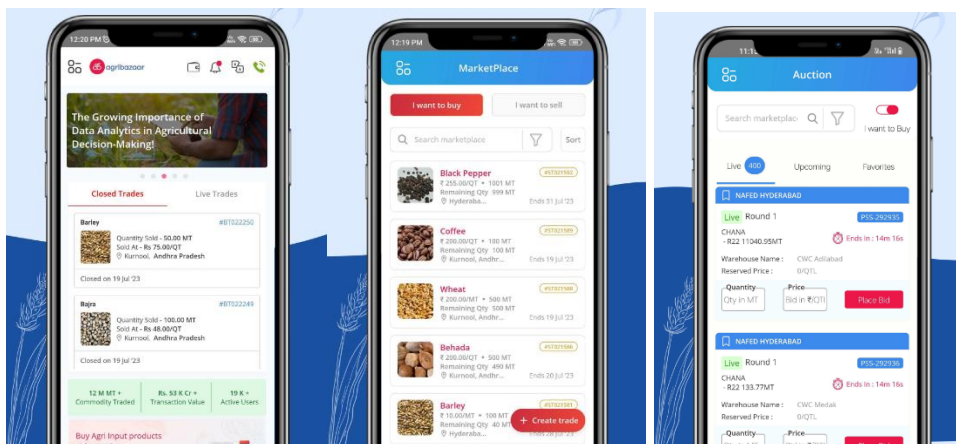 12:20 PM
agribazaar
The Growing Importance of
Data Analytics in Agricultural
Decision-Making!
Closed Trades
Live Trades
Barley
#BT022250
Quantity Sold - 50.00 MT
Sold At - Rs 75.00/QT
Kurnool, Andhra Pradesh
Closed on 19 Jul '23
Bajra
#BT022249
Quantity Sold - 100.00 MT
Sold At - Rs 48.00/QT
Kurnool, Andhra Pradesh
Closed on 19 Jul '23
12 M MT +
Commodity Traded
Rs. 53 K Cr +
Transaction Value
19 K +
Active Users
Buy Agri Input products
12:19 PM
MarketPlace
I want to buy
I want to sell
Search marketplace
Sort
Black Pepper
#ST021592
₹ 255.00/QT • 1001 MT
Remaining Qty 999 MT
Hyderaba...
Ends 31 Jul '23
Coffee
#ST021589
₹ 200.00/QT • 100 MT
Remaining Qty 100 MT
Kurnool, Andhr...
Ends 19 Jul '23
Wheat
#ST021588
₹ 200.00/MT • 500 MT
Remaining Qty 500 MT
Kurnool, Andhr...
Ends 19 Jul '23
Behada
#ST021586
₹ 200.00/QT • 500 MT
Remaining Qty 490 MT
Kurnool, Andhr...
Ends 20 Jul '23
Barley
#ST021581
₹ 10.00/MT • 100 MT
Remaining Qty 40 MT
Hyderaba...
Ends 20 Jul '23
+ Create trade
Auction
Search marketplac
I want to Buy
Live 400
Upcoming
Favorites
NAFED HYDERABAD
Live Round 1
PSS-292935
CHANA
- R22 11040.95MT
Ends In : 14m 16s
Warehouse Name : CWC Adilabad
Reserved Price : 0/QTL
Quantity
Price
Qty in MT
Bid in ₹/QTl
Place Bid
NAFED HYDERABAD
Live Round 1
PSS-292936
CHANA
- R22 133.77MT
Ends In : 14m 16s
Warehouse Name : CWC Medak
Reserved Price : 0/QTL
Quantity
Price